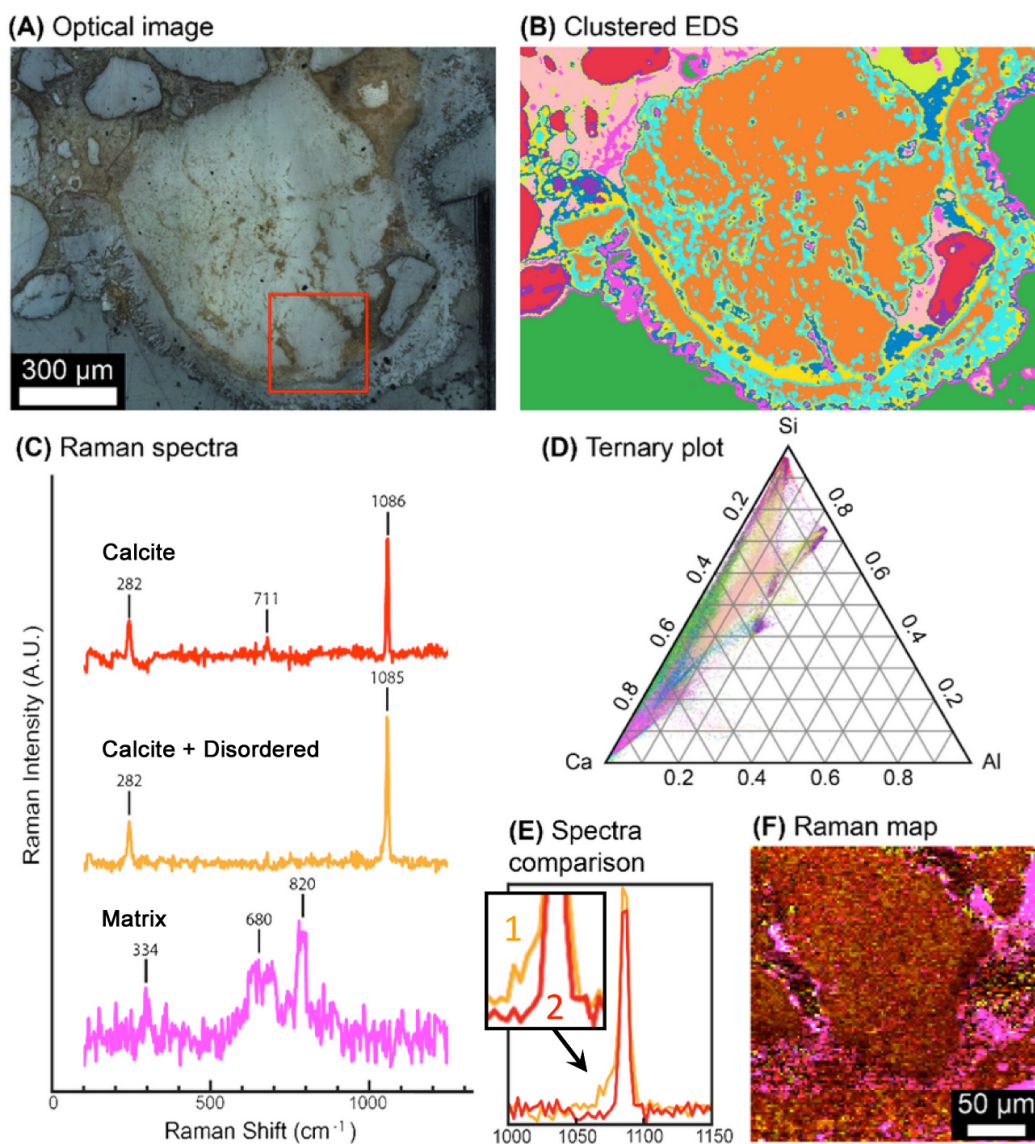 (A) Optical image
300 µm
(B) Clustered EDS
(C) Raman spectra
Raman Intensity (A.U.)
Calcite
282
711
1086
Calcite + Disordered
282
1085
Matrix
334
680
820
0
500
1000
Raman Shift (cm⁻¹)
(D) Ternary plot
Si
0.2
0.4
0.6
0.8
0.8
0.6
0.4
0.2
Ca
Al
0.2
0.4
0.6
0.8
(E) Spectra
comparison
1
2
1000
1050
1100
1150
(F) Raman map
50 µm